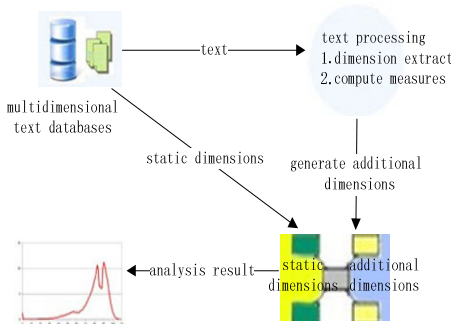 text processing
1.dimension extract
2.compute measures
text
multidimensional
text databases
static dimensions
generate additional
dimensions
static
dimensions
additional
dimensions
analysis result